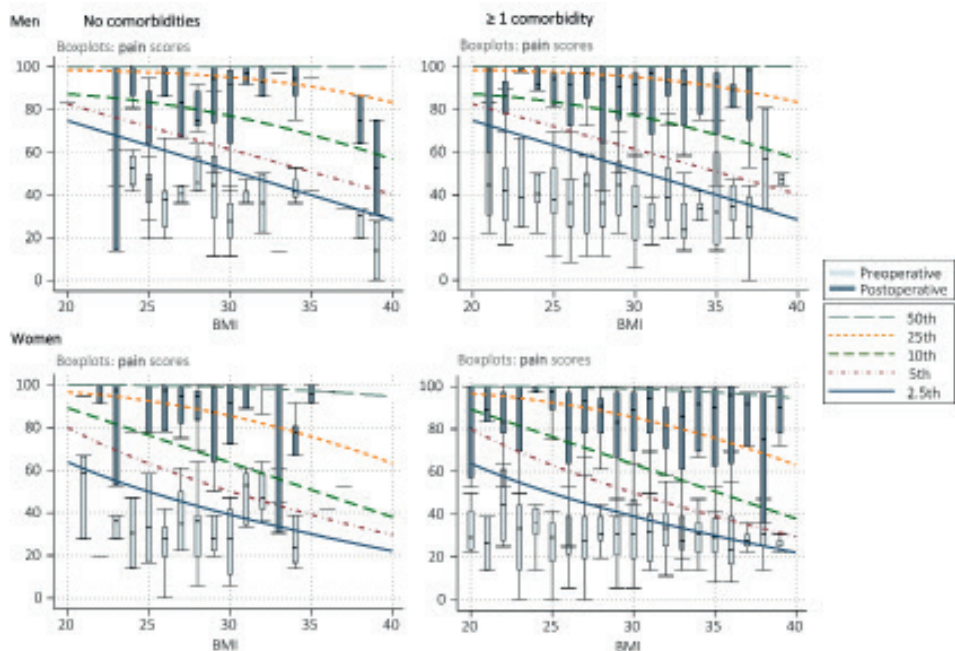 Men No comorbidities ≥ 1 comorbidity
Boxplots: pain scores Boxplots: pain scores
100 100
80 80
60 60
40 40
20 20
0 0
20 25 30 35 40 20 25 30 35 40
BMI BMI
Preoperative
Postoperative
50th
25th
10th
5th
2.5th
Women
Boxplots: pain scores Boxplots: pain scores
100 100
80 80
60 60
40 40
20 20
0 0
20 25 30 35 40 20 25 30 35 40
BMI BMI